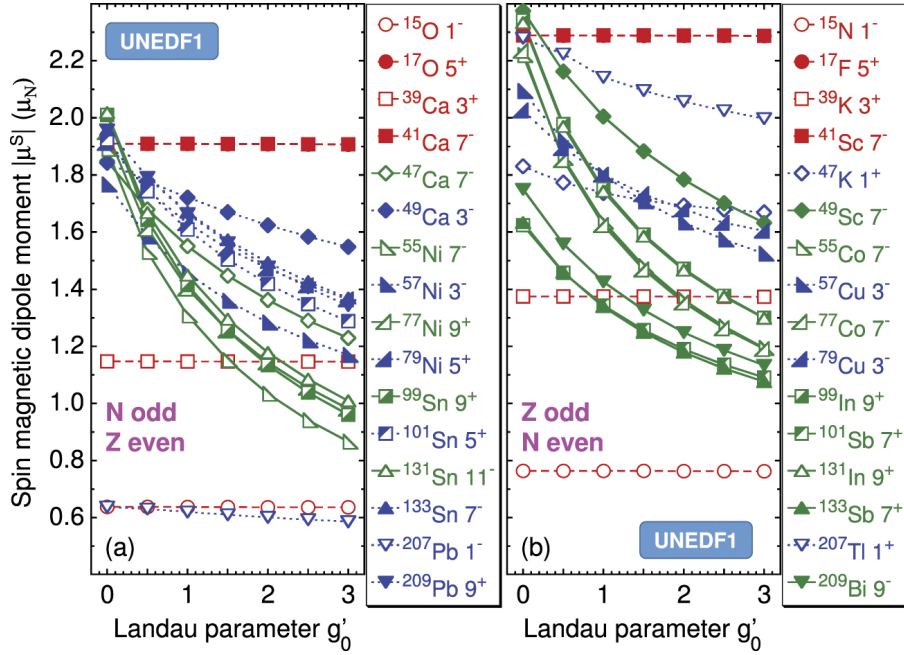 Spin magnetic dipole moment |μˢ| (μ_N)
2.2
2.0
1.8
1.6
1.4
1.2
1.0
0.8
0.6
UNEDF1
N odd
Z even
(a)
0 1 2 3
Landau parameter g′₀
¹⁵O 1⁻
¹⁷O 5⁺
³⁹Ca 3⁺
⁴¹Ca 7⁻
⁴⁷Ca 7⁻
⁴⁹Ca 3⁻
⁵⁵Ni 7⁻
⁵⁷Ni 3⁻
⁷⁷Ni 9⁺
⁷⁹Ni 5⁺
⁹⁹Sn 9⁺
¹⁰¹Sn 5⁺
¹³¹Sn 11⁻
¹³³Sn 7⁻
²⁰⁷Pb 1⁻
²⁰⁹Pb 9⁺
Z odd
N even
UNEDF1
(b)
0 1 2 3
Landau parameter g′₀
¹⁵N 1⁻
¹⁷F 5⁺
³⁹K 3⁺
⁴¹Sc 7⁻
⁴⁷K 1⁺
⁴⁹Sc 7⁻
⁵⁵Co 7⁻
⁵⁷Cu 3⁻
⁷⁷Co 7⁻
⁷⁹Cu 3⁻
⁹⁹In 9⁺
¹⁰¹Sb 7⁺
¹³¹In 9⁺
¹³³Sb 7⁺
²⁰⁷Tl 1⁺
²⁰⁹Bi 9⁻